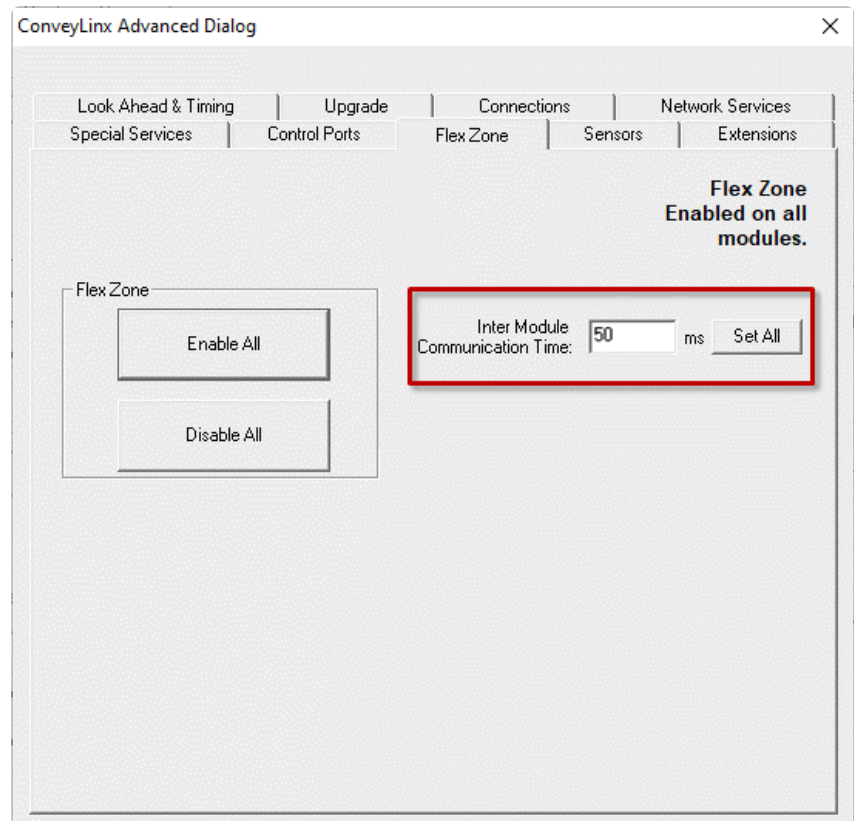 ConveyLinx Advanced Dialog
Look Ahead & Timing Upgrade Connections Network Services
Special Services Control Ports Flex Zone Sensors Extensions
Flex Zone
Enabled on all
modules.
Flex Zone
Enable All
Disable All
Inter Module
Communication Time:
50 ms Set All